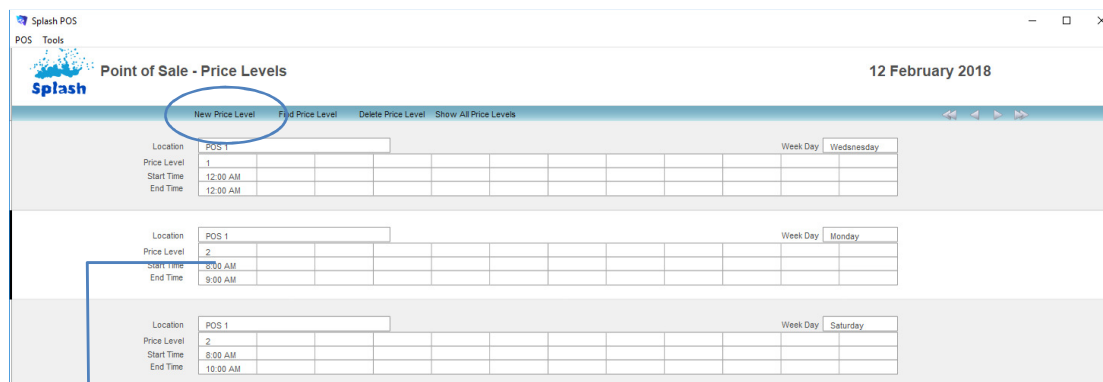 Splash POS
POS Tools
Splash
Point of Sale - Price Levels
12 February 2018
New Price Level Find Price Level Delete Price Level Show All Price Levels
Location POS 1 Week Day Wedsnesday
Price Level 1
Start Time 12:00 AM
End Time 12:00 AM
Location POS 1 Week Day Monday
Price Level 2
Start Time 8:00 AM
End Time 9:00 AM
Location POS 1 Week Day Saturday
Price Level 2
Start Time 8:00 AM
End Time 10:00 AM